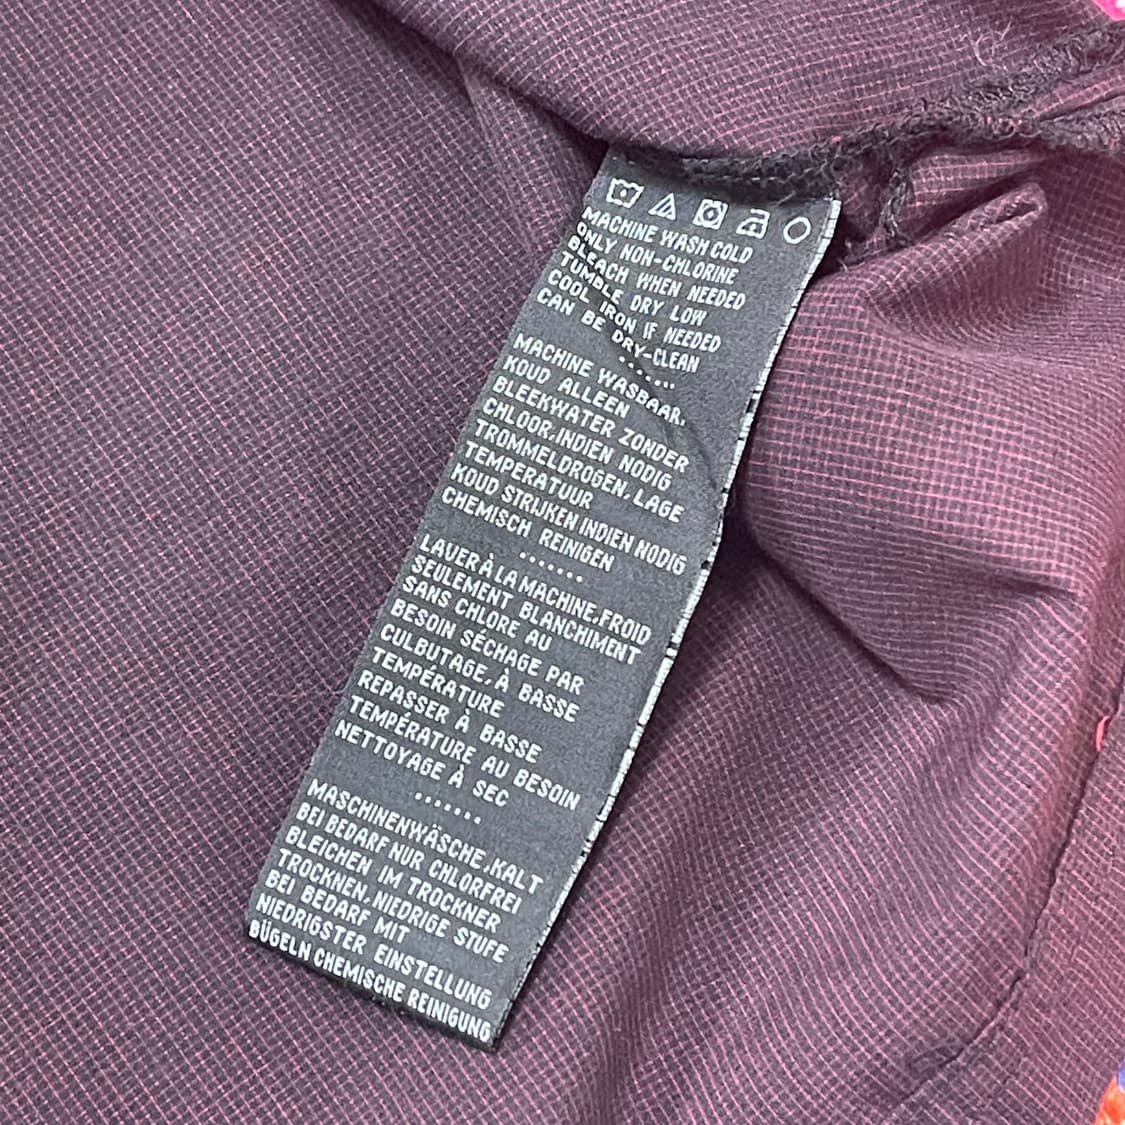 MACHINE WASH COLD
ONLY NON-CHLORINE
BLEACH WHEN NEEDED
TUMBLE DRY LOW
COOL IRON IF NEEDED
CAN BE DRY-CLEAN
.......
MACHINE WASBAAR,
KOUD ALLEEN
BLEEKWATER ZONDER
CHLOOR,INDIEN NODIG
TROMMELDROGEN,LAGE
TEMPERATUUR
KOUD STRIJKEN INDIEN NODIG
CHEMISCH REINIGEN
.......
LAVER À LA MACHINE,FROID
SEULEMENT BLANCHIMENT
SANS CHLORE AU
BESOIN SÉCHAGE PAR
CULBUTAGE,À BASSE
TEMPÉRATURE
REPASSER À BASSE
TEMPÉRATURE AU BESOIN
NETTOYAGE À SEC
.......
MASCHINENWÄSCHE,KALT
BEI BEDARF NUR CHLORFREI
BLEICHEN IM TROCKNER
TROCKNEN,NIEDRIGE STUFE
BEI BEDARF MIT
NIEDRIGSTER EINSTELLUNG
BÜGELN CHEMISCHE REINIGUNG